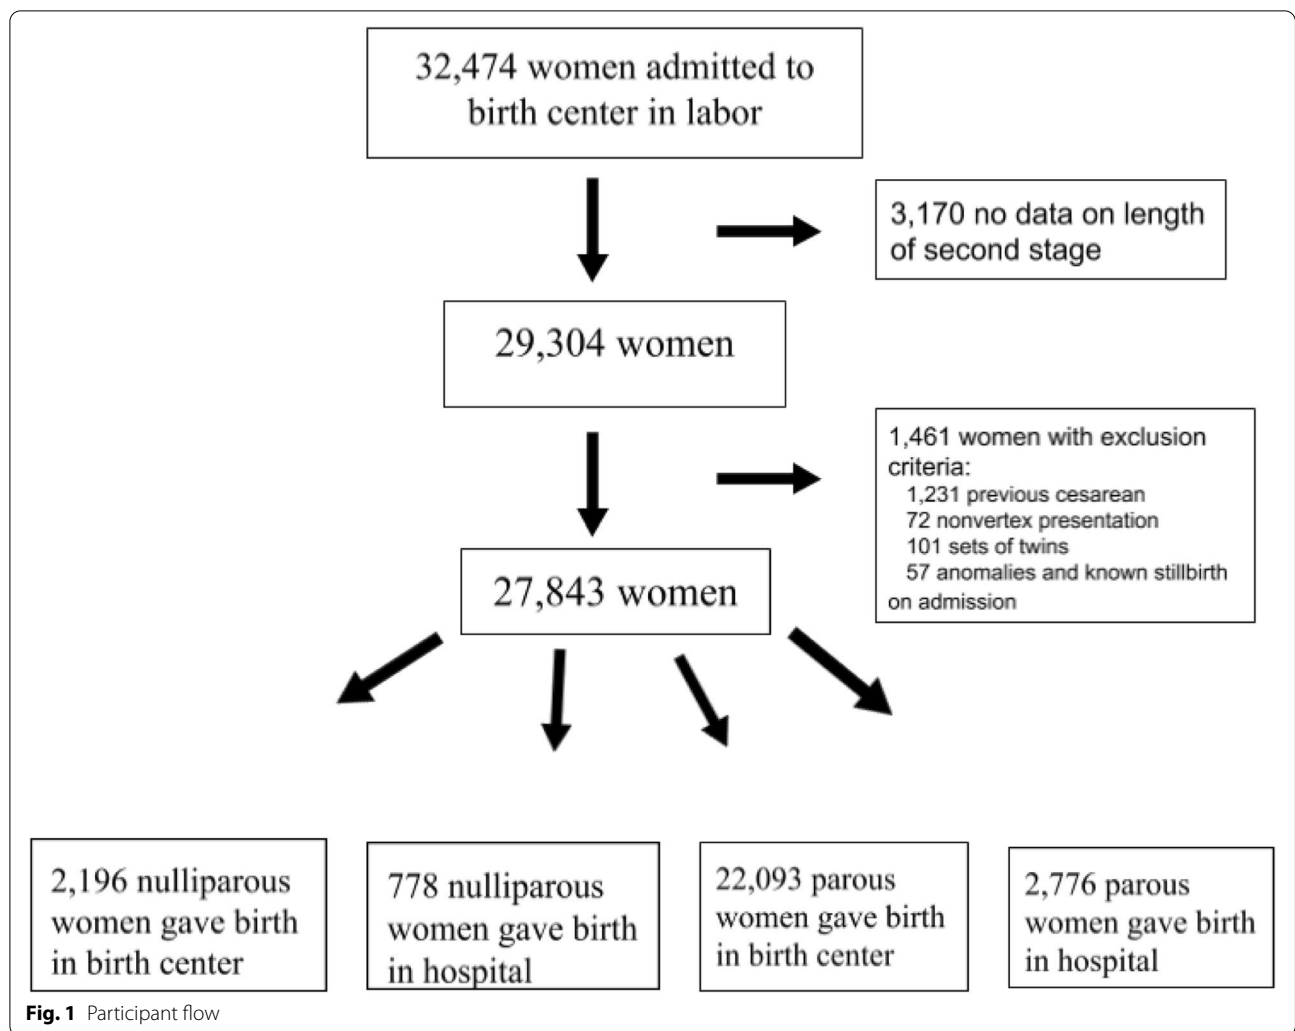 32,474 women admitted to
birth center in labor
3,170 no data on length
of second stage
29,304 women
1,461 women with exclusion
criteria:
1,231 previous cesarean
72 nonvertex presentation
101 sets of twins
57 anomalies and known stillbirth
on admission
27,843 women
2,196 nulliparous
women gave birth
in birth center
778 nulliparous
women gave birth
in hospital
22,093 parous
women gave birth
in birth center
2,776 parous
women gave birth
in hospital
Fig. 1 Participant flow